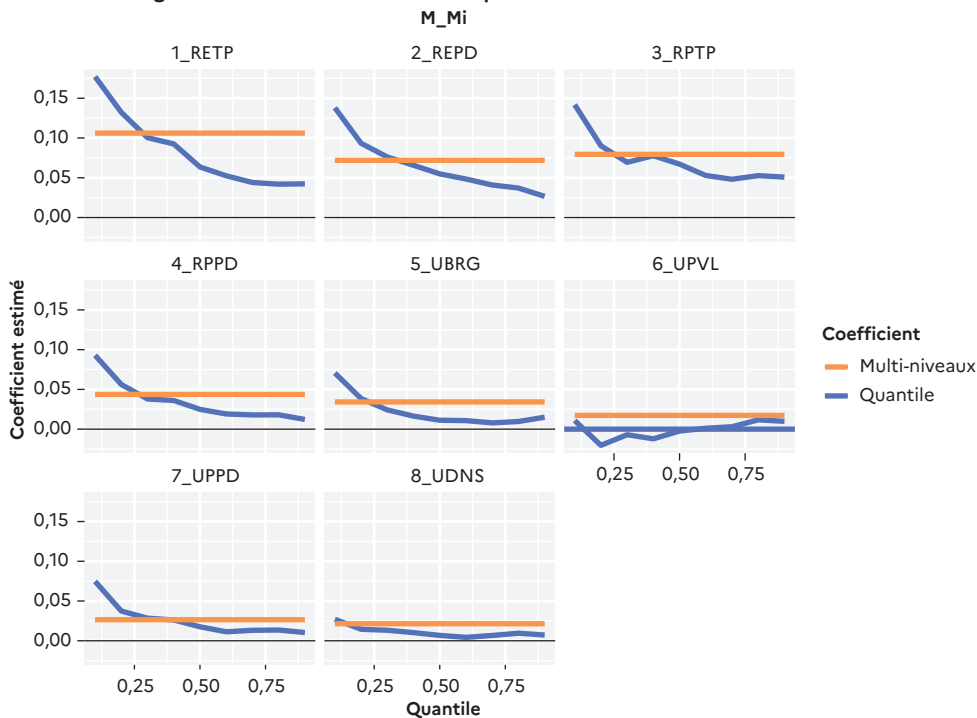 M_Mi
1_RETP
2_REPD
3_RPTP
0,15
0,10
0,05
0,00
4_RPPD
5_UBRG
6_UPVL
0,15
0,10
0,05
0,00
0,25 0,50 0,75
7_UPPD
8_UDNS
0,15
0,10
0,05
0,00
0,25 0,50 0,75
0,25 0,50 0,75
Quantile
Coefficient estimé
Coefficient
Multi-niveaux
Quantile